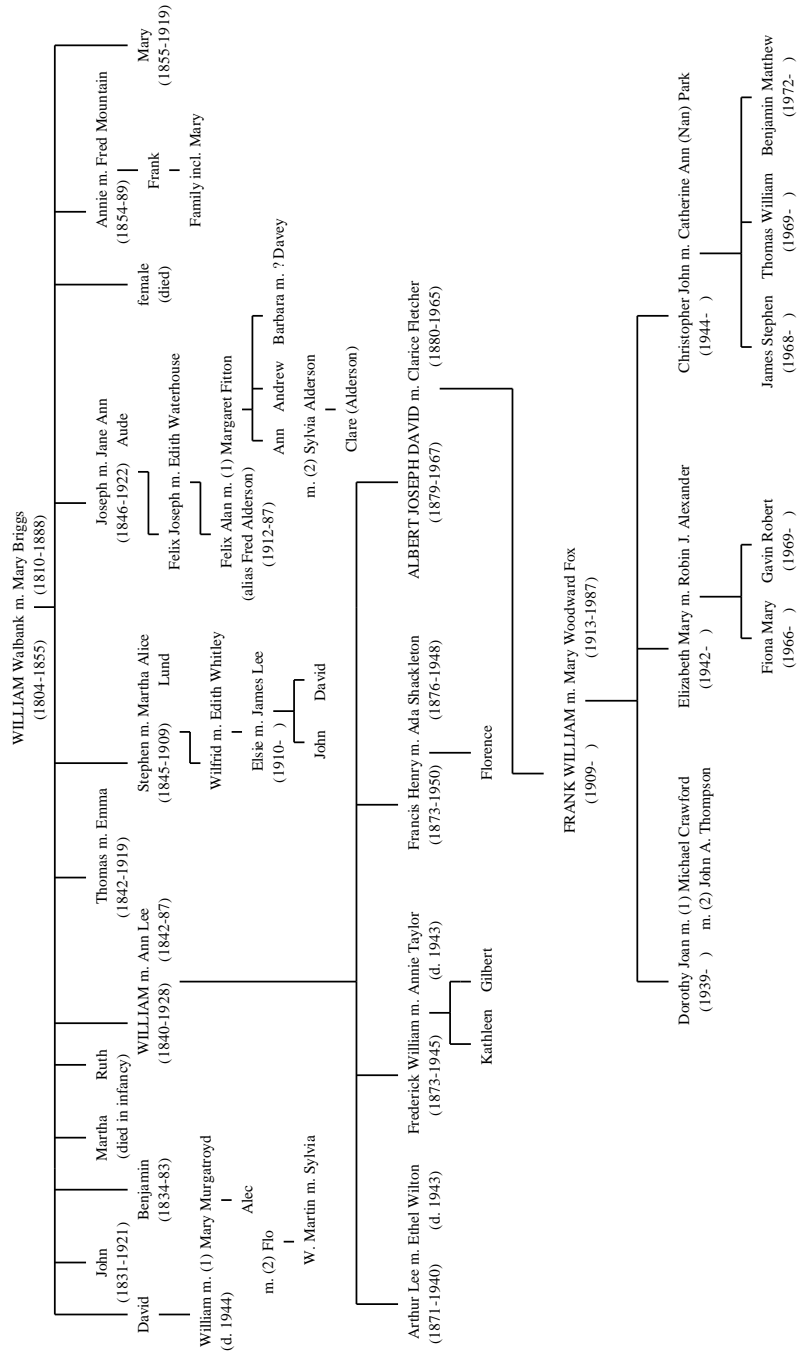 WILLIAM Walbank m. Mary Briggs
(1804-1855) (1810-1888)
David
John
(1831-1921)
Benjamin
(1834-83)
Martha Ruth
(died in infancy)
WILLIAM m. Ann Lee
(1840-1928) (1842-87)
Thomas m. Emma
(1842-1919)
Stephen m. Martha Alice
(1845-1909) Lund
Joseph m. Jane Ann
(1846-1922) Aude
female
(died)
Annie m. Fred Mountain
(1854-89)
Mary
(1855-1919)
William m. (1) Mary Murgatroyd
(d. 1944)
Alec
m. (2) Flo
W. Martin m. Sylvia
Wilfrid m. Edith Whitley
Elsie m. James Lee
(1910- )
John David
Felix Joseph m. Edith Waterhouse
Felix Alan m. (1) Margaret Fitton
(alias Fred Alderson)
(1912-87)
Ann Andrew Barbara m. ? Davey
m. (2) Sylvia Alderson
Clare (Alderson)
Frank
Family incl. Mary
Arthur Lee m. Ethel Wilton
(1871-1940) (d. 1943)
Frederick William m. Annie Taylor
(1873-1945) (d. 1943)
Kathleen Gilbert
Francis Henry m. Ada Shackleton
(1873-1950) (1876-1948)
Florence
ALBERT JOSEPH DAVID m. Clarice Fletcher
(1879-1967) (1880-1965)
FRANK WILLIAM m. Mary Woodward Fox
(1909- ) (1913-1987)
Dorothy Joan m. (1) Michael Crawford
(1939- ) m. (2) John A. Thompson
Elizabeth Mary m. Robin J. Alexander
(1942- )
Fiona Mary Gavin Robert
(1966- ) (1969- )
Christopher John m. Catherine Ann (Nan) Park
(1944- )
James Stephen Thomas William Benjamin Matthew
(1968- ) (1969- ) (1972- )